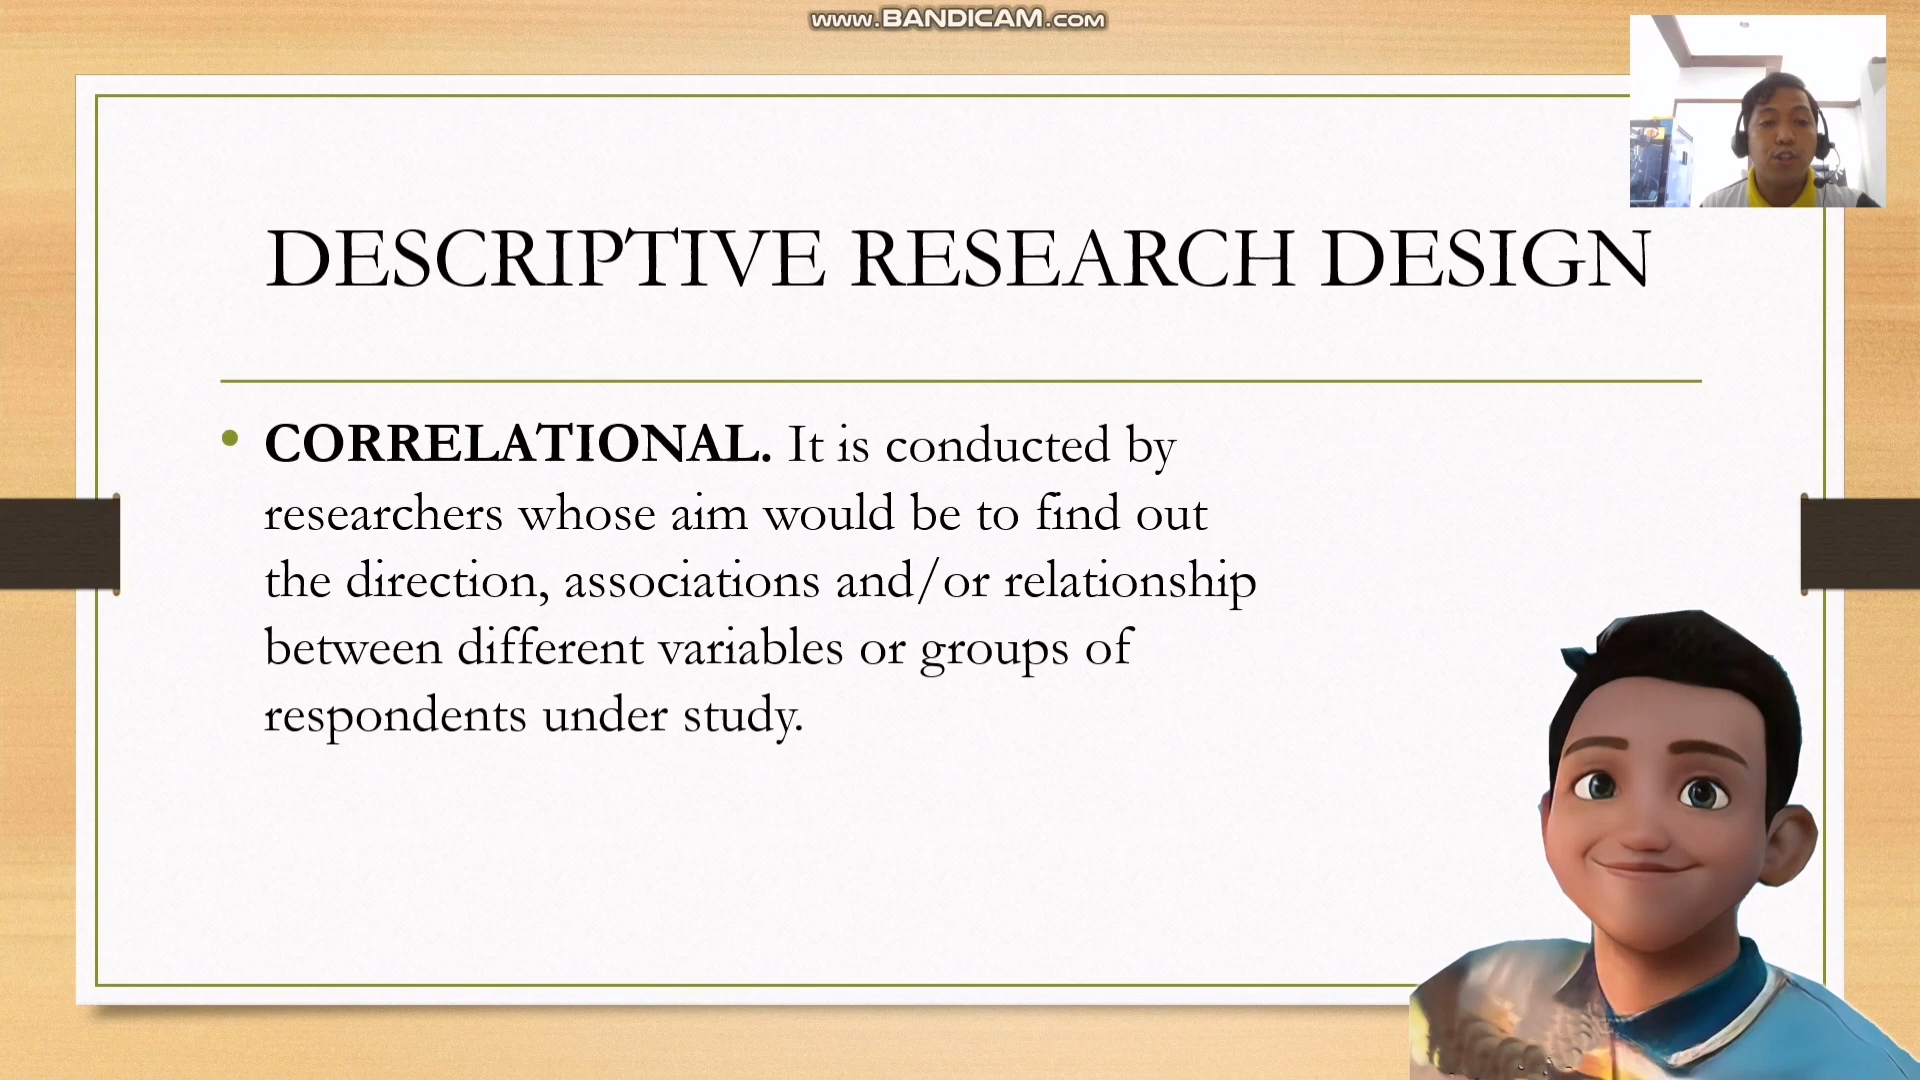 www.BANDICAM.com
DESCRIPTIVE RESEARCH DESIGN
• CORRELATIONAL. It is conducted by
researchers whose aim would be to find out
the direction, associations and/or relationship
between different variables or groups of
respondents under study.